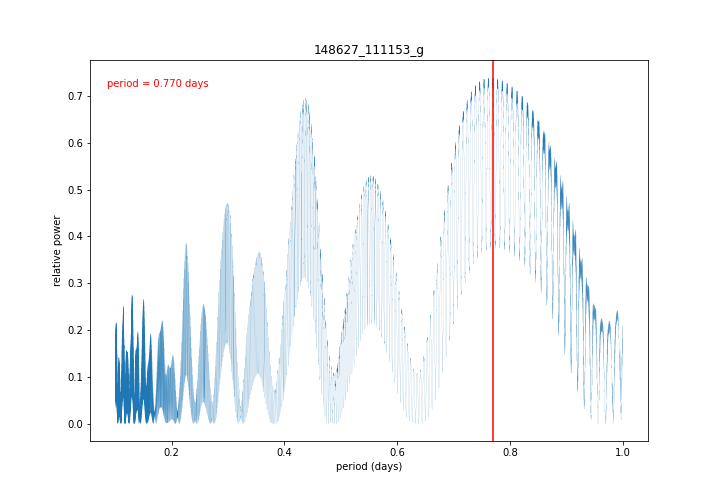 148627_111153_g
period = 0.770 days
relative power
0.7
0.6
0.5
0.4
0.3
0.2
0.1
0.0
0.2 0.4 0.6 0.8 1.0
period (days)